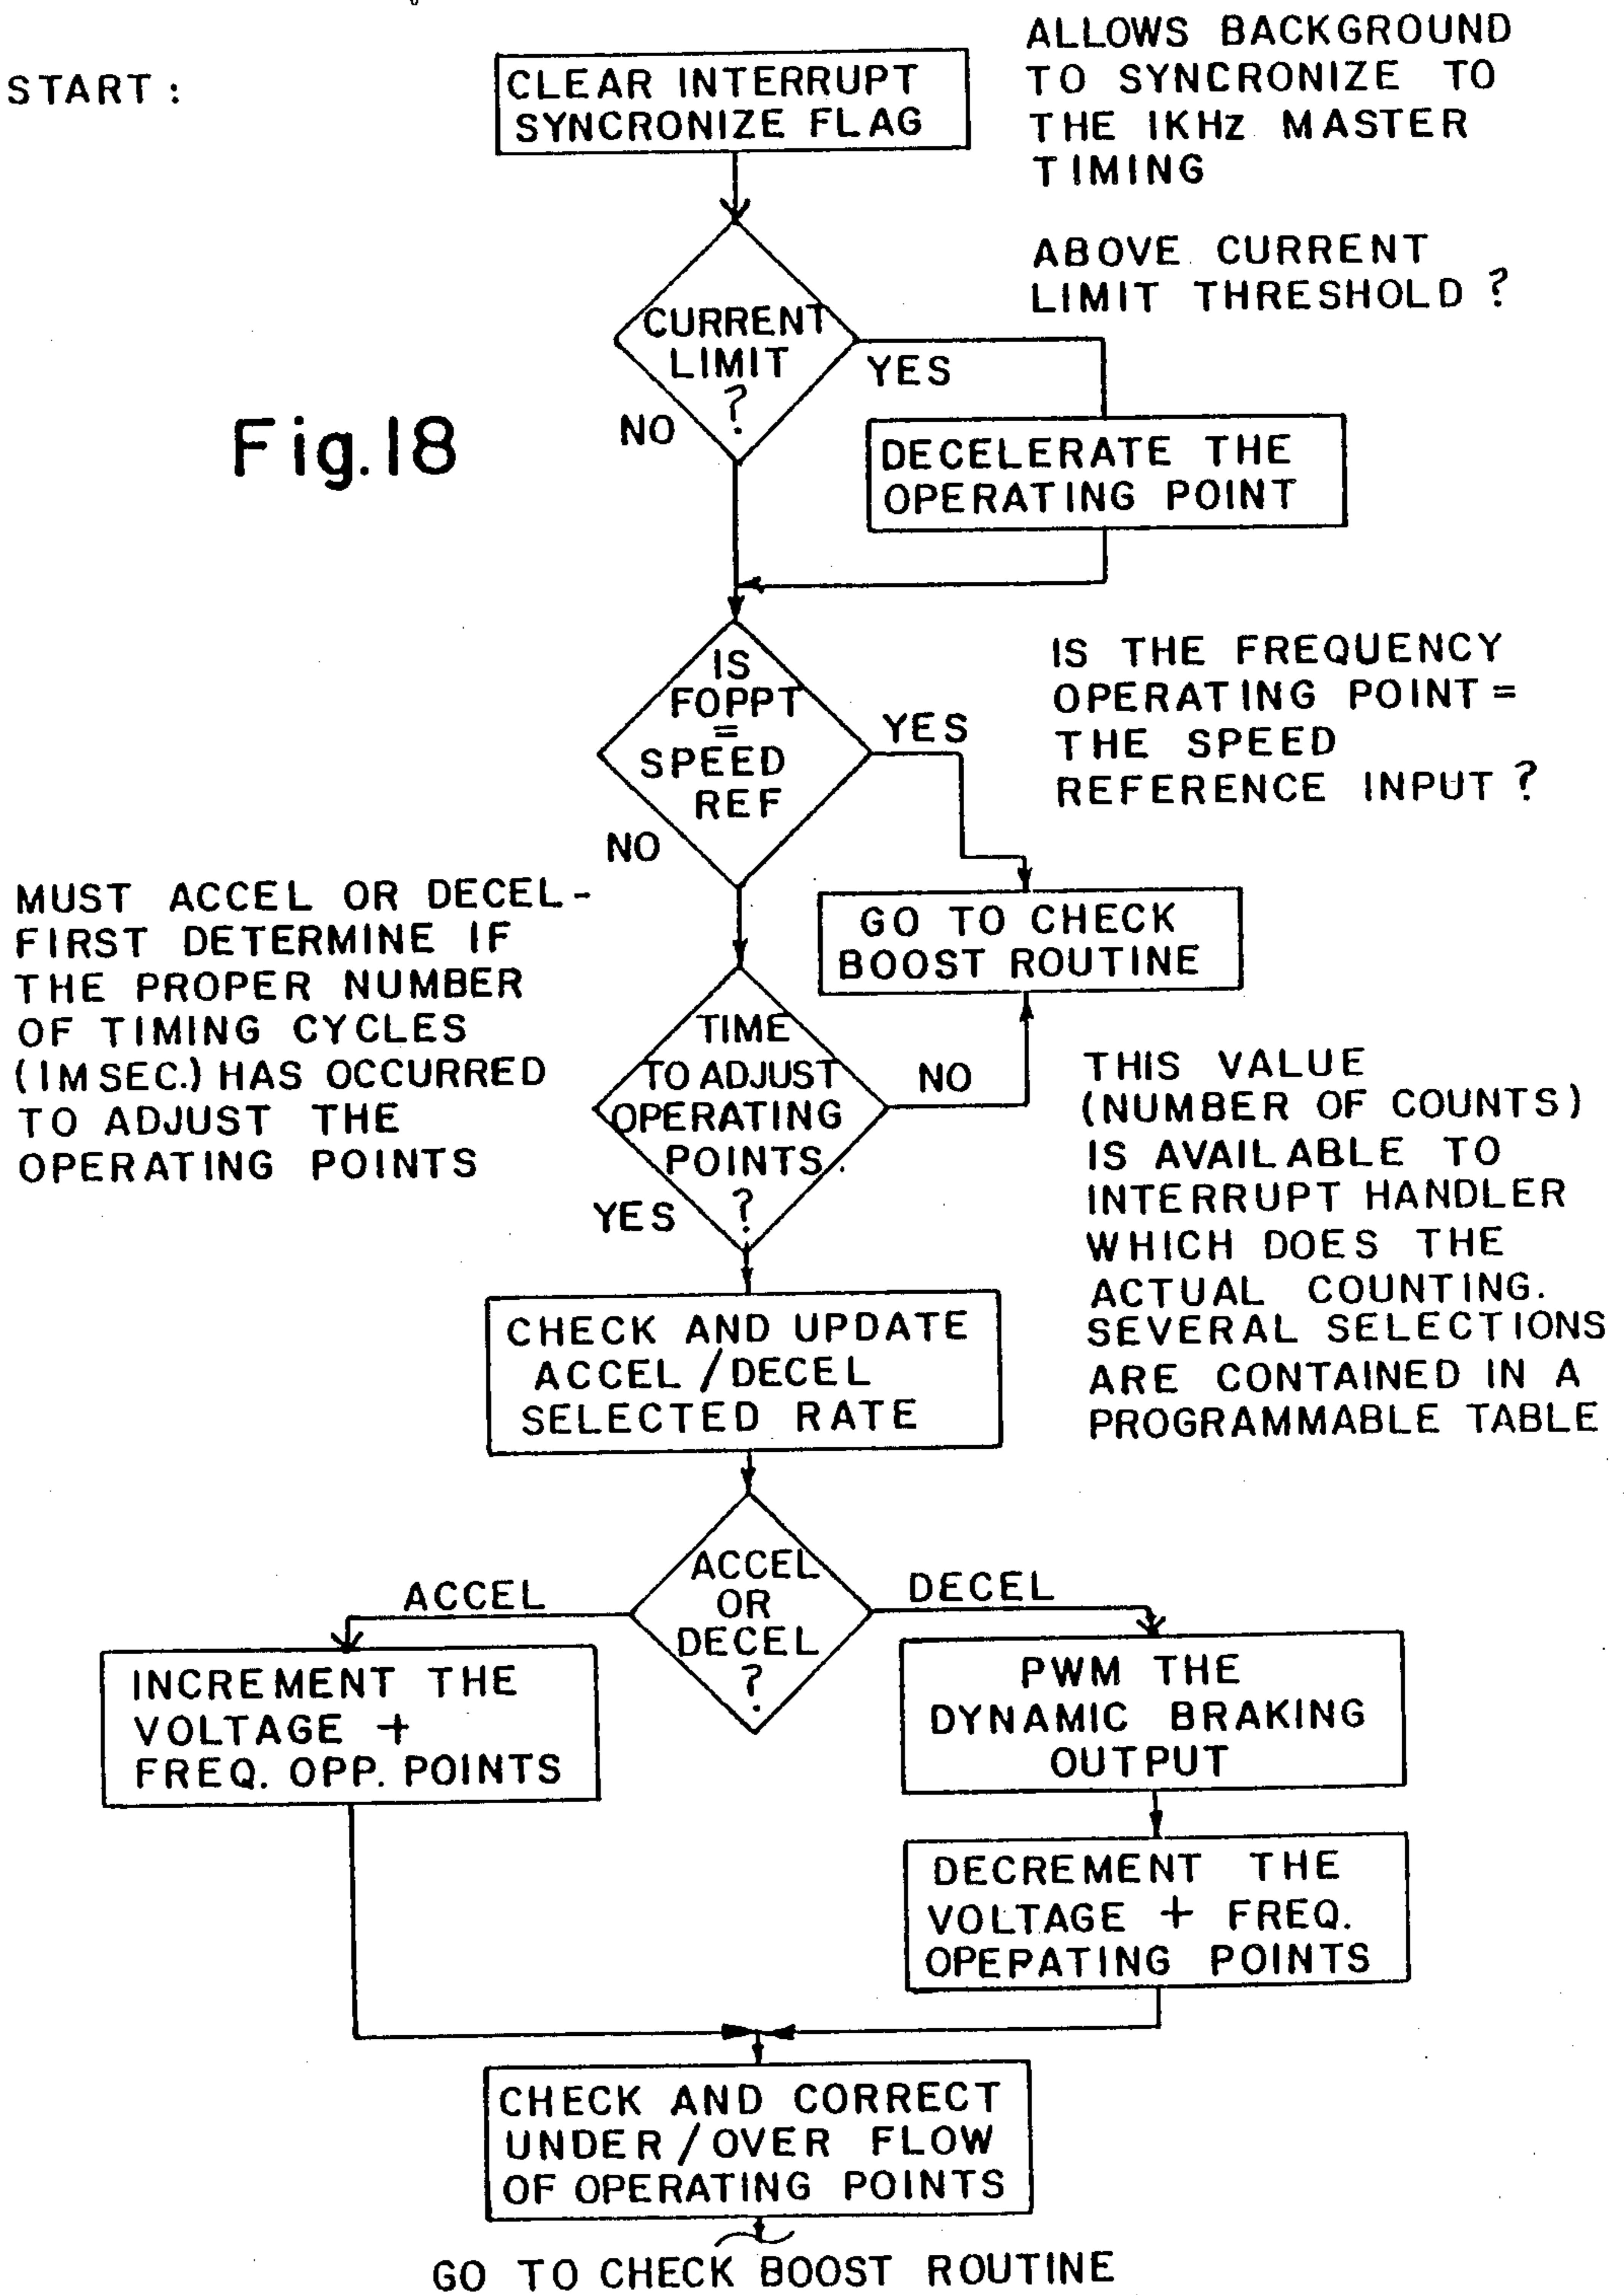 START :
CLEAR INTERRUPT
SYNCRONIZE FLAG
ALLOWS BACKGROUND
TO SYNCRONIZE TO
THE 1KHz MASTER
TIMING
CURRENT
LIMIT
?
ABOVE CURRENT
LIMIT THRESHOLD ?
YES
NO
Fig.18
DECELERATE THE
OPERATING POINT
IS
FOPPT
=
SPEED
REF
YES
NO
IS THE FREQUENCY
OPERATING POINT =
THE SPEED
REFERENCE INPUT ?
GO TO CHECK
BOOST ROUTINE
MUST ACCEL OR DECEL -
FIRST DETERMINE IF
THE PROPER NUMBER
OF TIMING CYCLES
(1MSEC.) HAS OCCURRED
TO ADJUST THE
OPERATING POINTS
TIME
TO ADJUST
OPERATING
POINTS
?
NO
YES
THIS VALUE
(NUMBER OF COUNTS)
IS AVAILABLE TO
INTERRUPT HANDLER
WHICH DOES THE
ACTUAL COUNTING.
SEVERAL SELECTIONS
ARE CONTAINED IN A
PROGRAMMABLE TABLE
CHECK AND UPDATE
ACCEL / DECEL
SELECTED RATE
ACCEL
OR
DECEL
?
ACCEL
DECEL
INCREMENT THE
VOLTAGE +
FREQ. OPP. POINTS
PWM THE
DYNAMIC BRAKING
OUTPUT
DECREMENT THE
VOLTAGE + FREQ.
OPEPATING POINTS
CHECK AND CORRECT
UNDER / OVER FLOW
OF OPERATING POINTS
GO TO CHECK BOOST ROUTINE